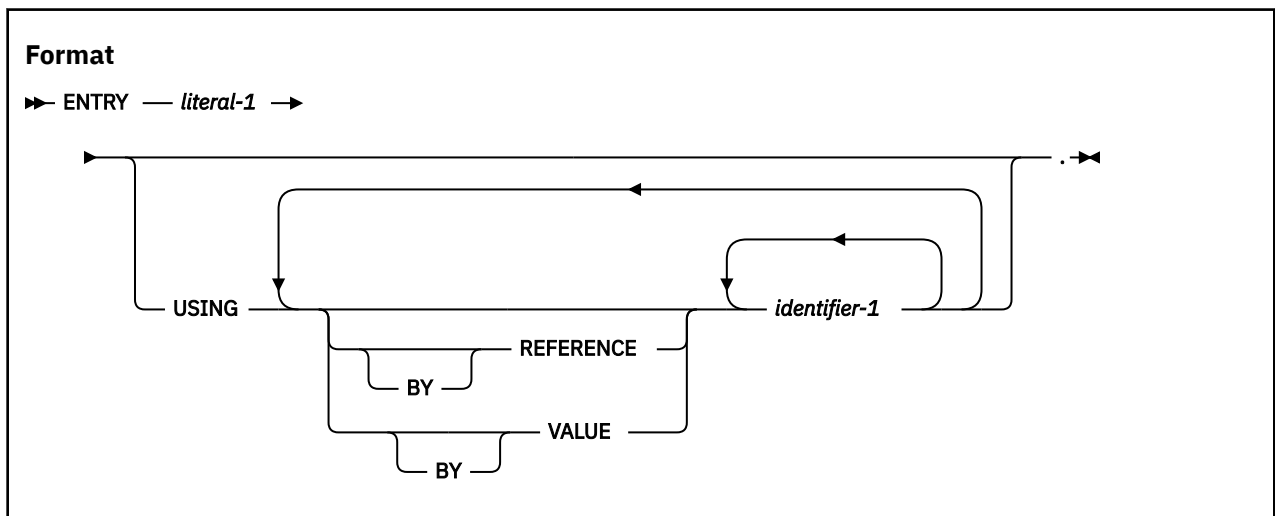 Format
ENTRY literal-1
.
USING identifier-1
REFERENCE
BY
VALUE
BY